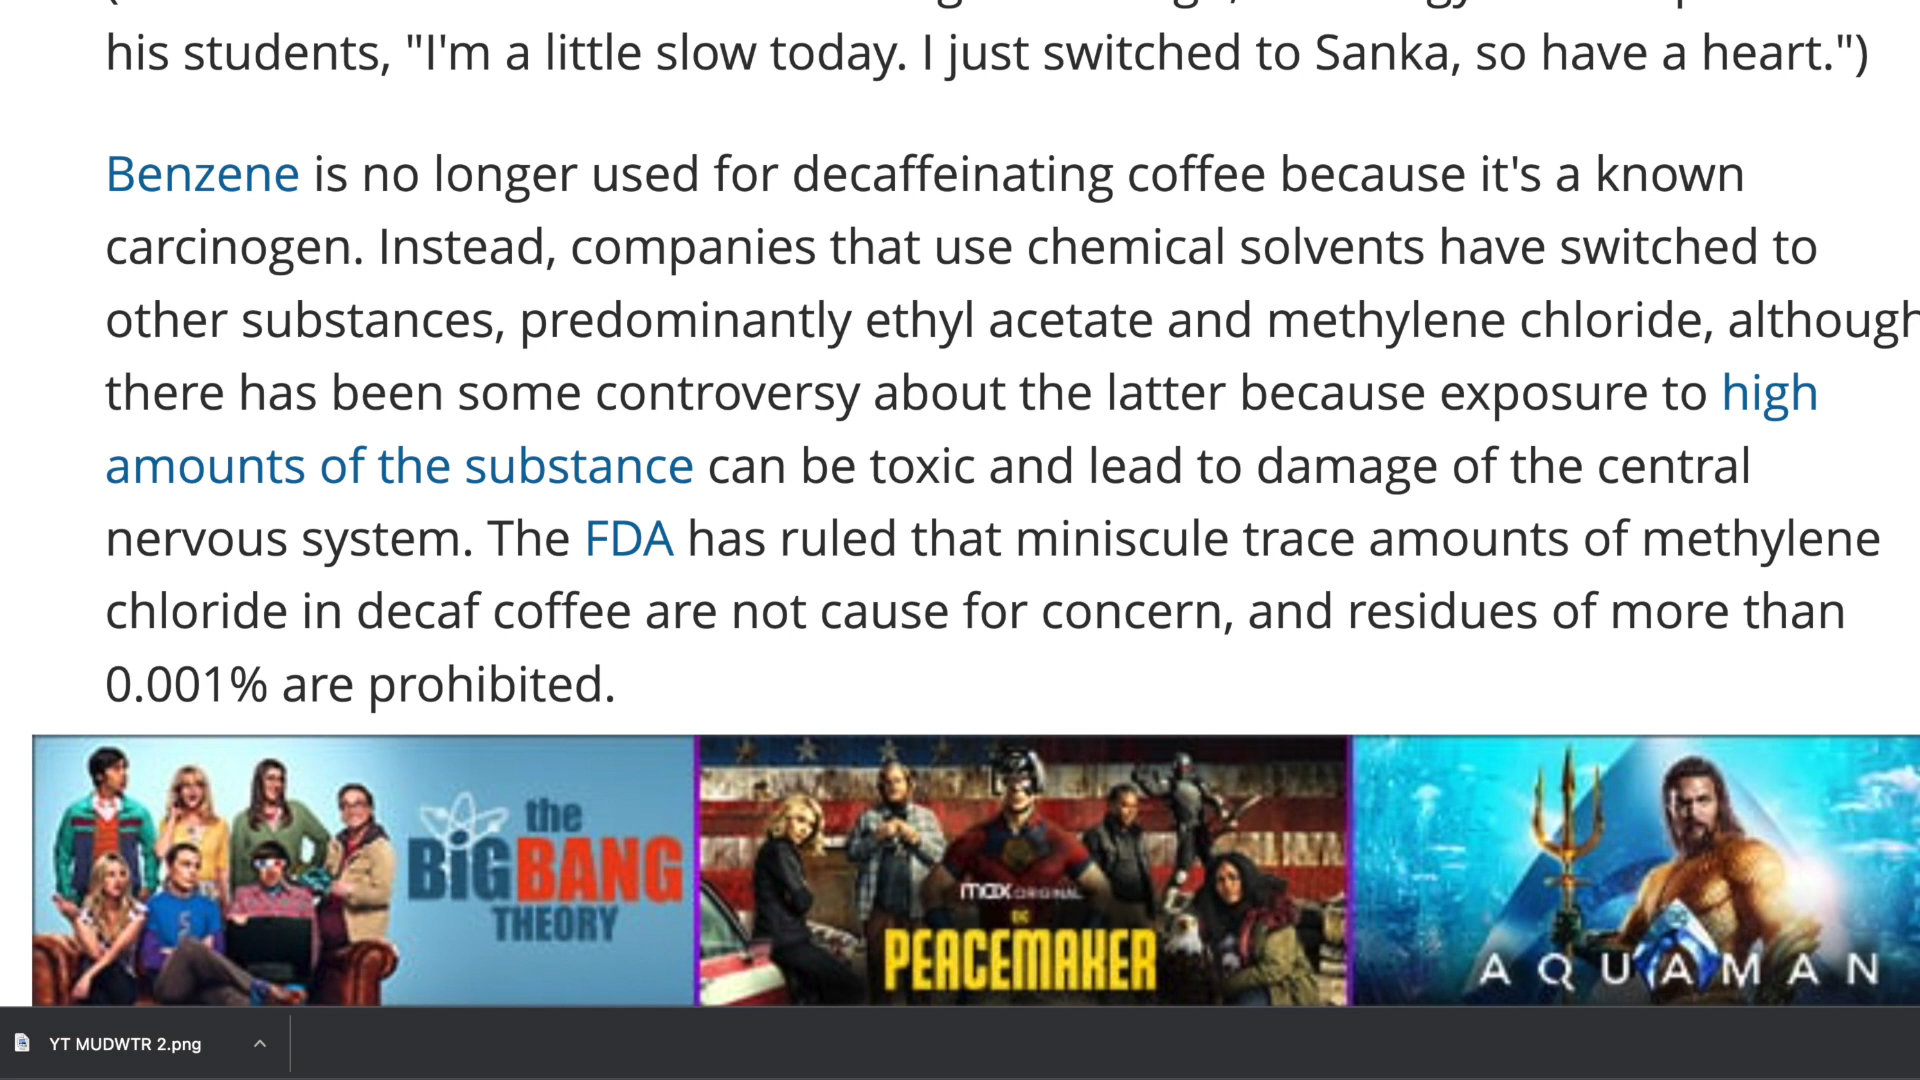 his students, "I'm a little slow today. I just switched to Sanka, so have a heart.")
Benzene is no longer used for decaffeinating coffee because it's a known
carcinogen. Instead, companies that use chemical solvents have switched to
other substances, predominantly ethyl acetate and methylene chloride, although
there has been some controversy about the latter because exposure to high
amounts of the substance can be toxic and lead to damage of the central
nervous system. The FDA has ruled that miniscule trace amounts of methylene
chloride in decaf coffee are not cause for concern, and residues of more than
0.001% are prohibited.
the
BiG BANG
THEORY
max ORIGINAL
DC
PEACEMAKER
AQUAMAN
YT MUDWTR 2.png